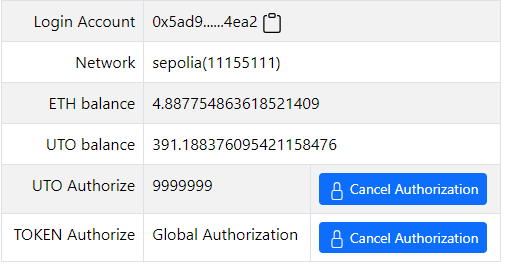 Login Account 0x5ad9......4ea2
Network sepolia(11155111)
ETH balance 4.887754863618521409
UTO balance 391.188376095421158476
UTO Authorize 9999999 Cancel Authorization
TOKEN Authorize Global Authorization Cancel Authorization